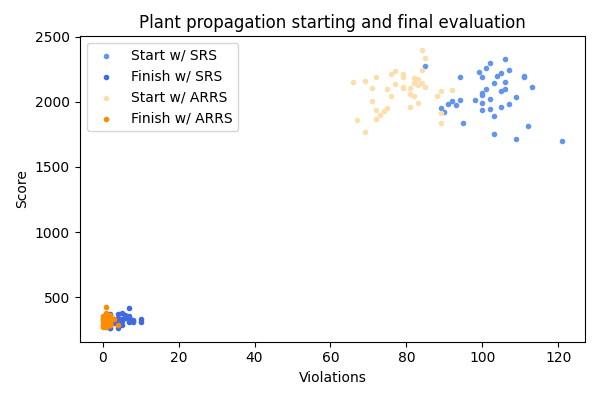 Plant propagation starting and final evaluation
Start w/ SRS
Finish w/ SRS
Start w/ ARRS
Finish w/ ARRS
2500
2000
1500
1000
500
Score
0 20 40 60 80 100 120
Violations